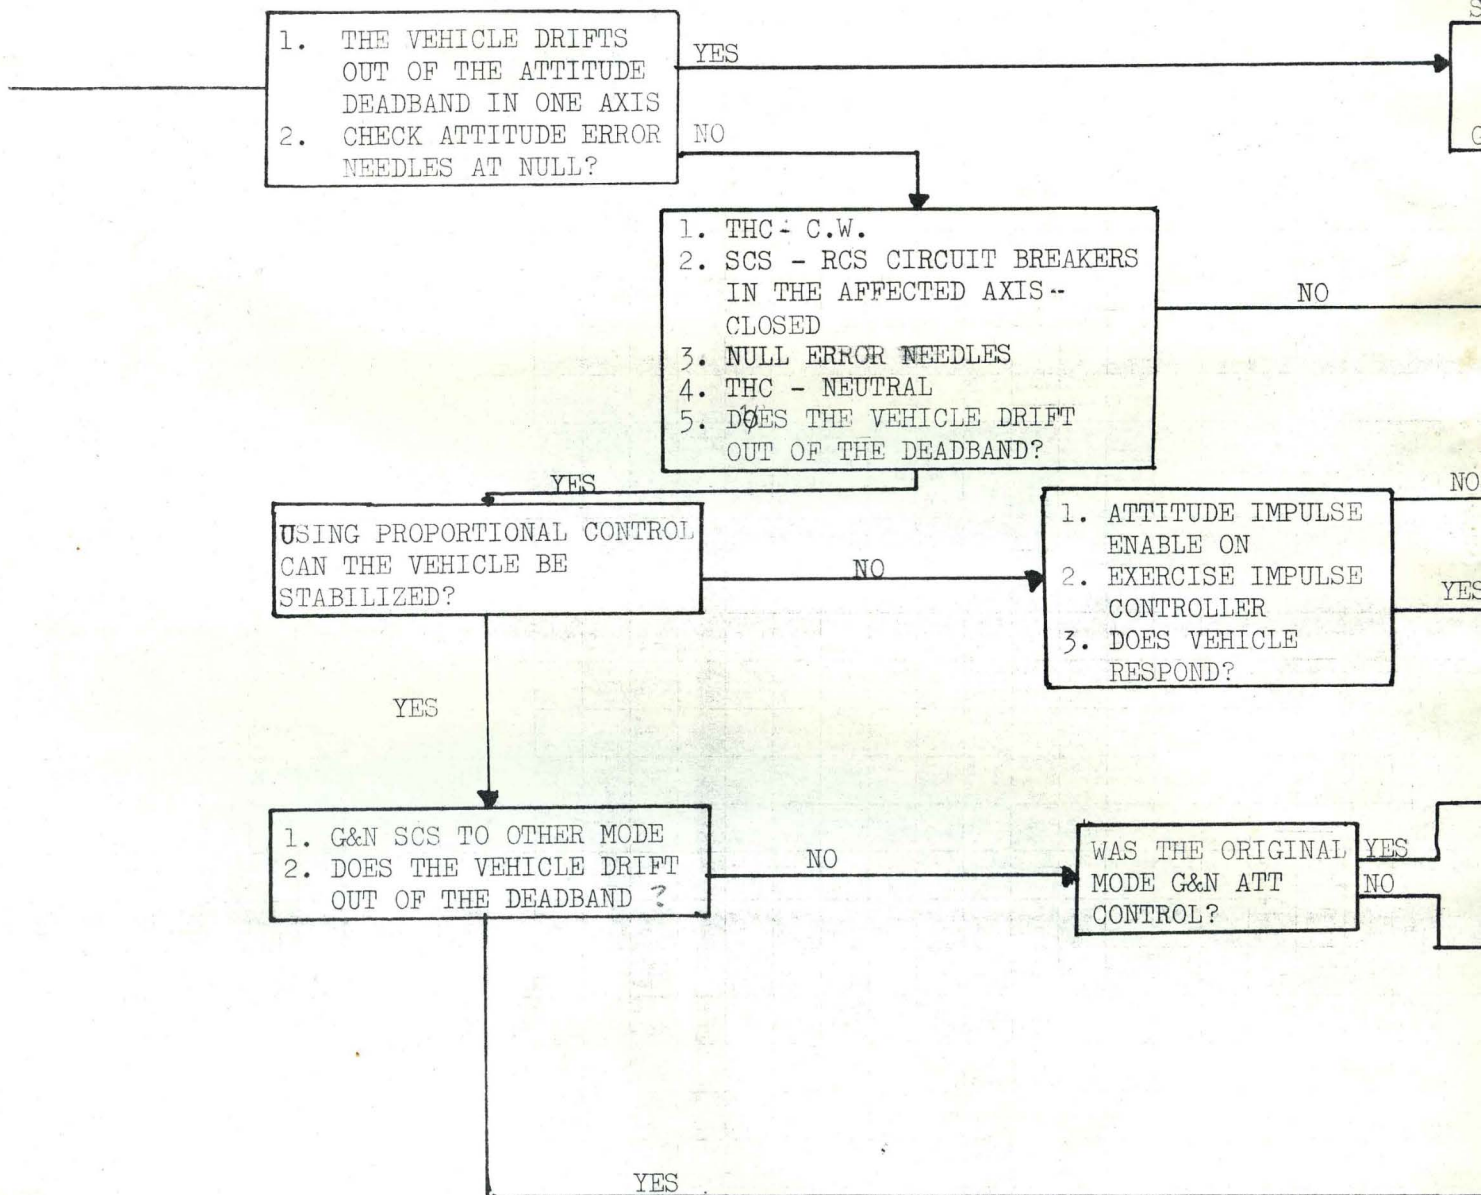 1. THE VEHICLE DRIFTS
OUT OF THE ATTITUDE
DEADBAND IN ONE AXIS
2. CHECK ATTITUDE ERROR
NEEDLES AT NULL?
YES
NO
1. THC - C.W.
2. SCS - RCS CIRCUIT BREAKERS
IN THE AFFECTED AXIS --
CLOSED
3. NULL ERROR NEEDLES
4. THC - NEUTRAL
5. DOES THE VEHICLE DRIFT
OUT OF THE DEADBAND?
NO
YES
USING PROPORTIONAL CONTROL
CAN THE VEHICLE BE
STABILIZED?
NO
1. ATTITUDE IMPULSE
ENABLE ON
2. EXERCISE IMPULSE
CONTROLLER
3. DOES VEHICLE
RESPOND?
NO
YES
YES
1. G&N SCS TO OTHER MODE
2. DOES THE VEHICLE DRIFT
OUT OF THE DEADBAND ?
NO
WAS THE ORIGINAL
MODE G&N ATT
CONTROL?
YES
NO
YES